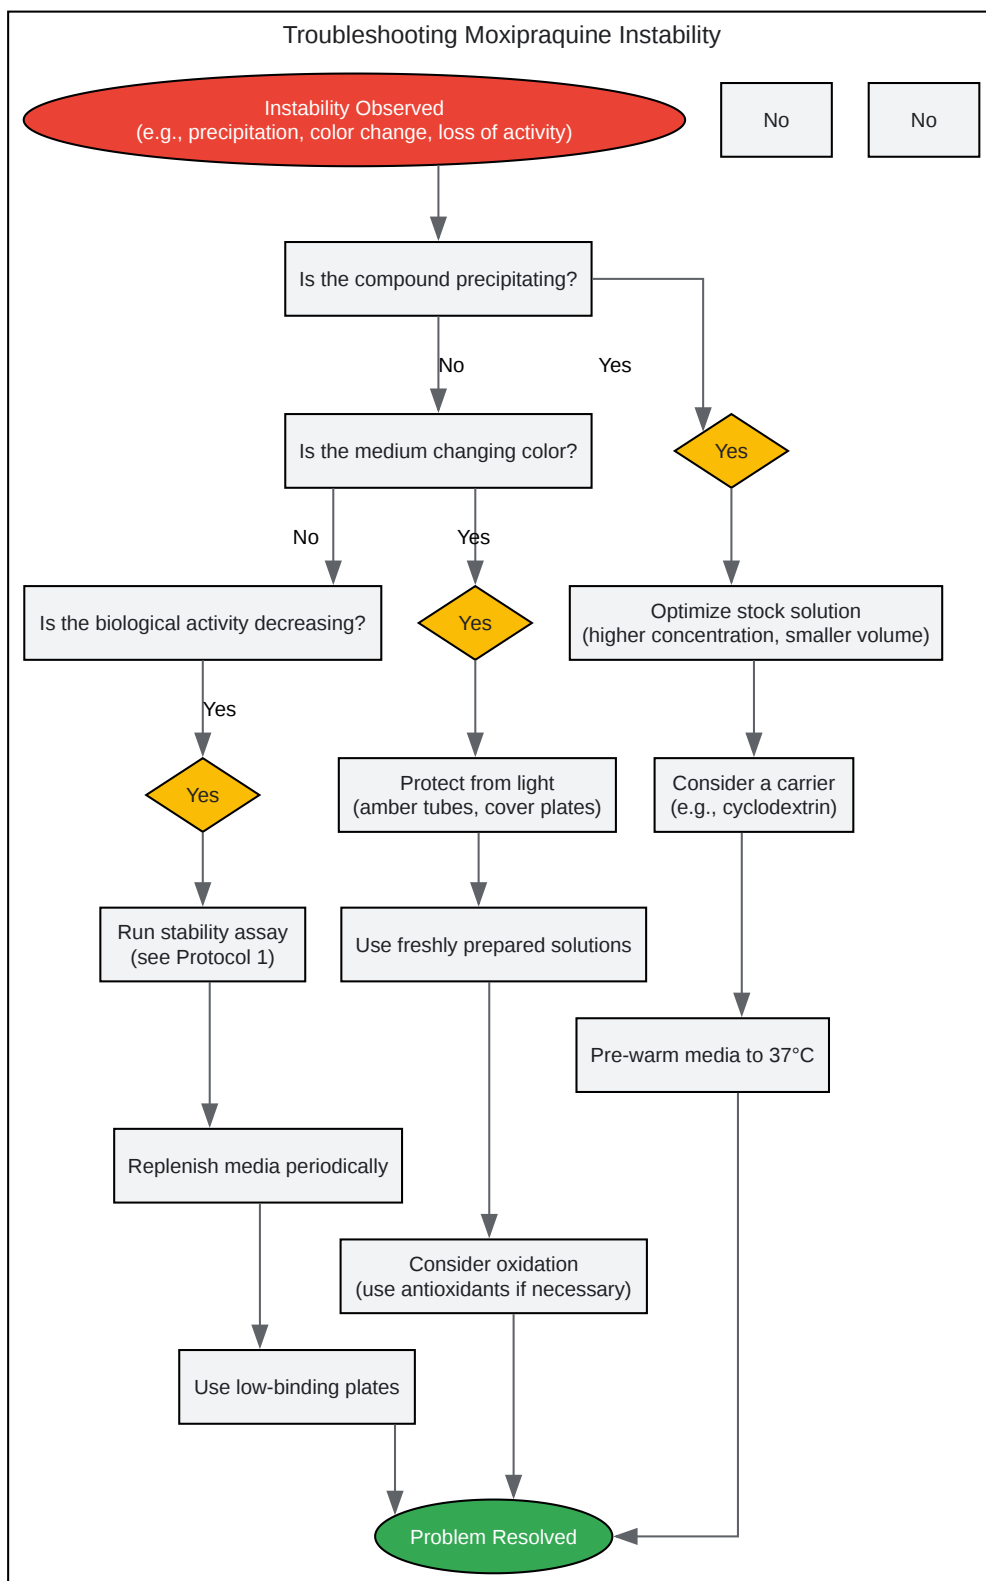 Troubleshooting Moxipraquine Instability
Instability Observed
(e.g., precipitation, color change, loss of activity)
No
No
Is the compound precipitating?
No
Yes
Is the medium changing color?
Yes
No
Yes
Is the biological activity decreasing?
Yes
Optimize stock solution
(higher concentration, smaller volume)
Yes
Yes
Protect from light
(amber tubes, cover plates)
Consider a carrier
(e.g., cyclodextrin)
Run stability assay
(see Protocol 1)
Use freshly prepared solutions
Pre-warm media to 37°C
Replenish media periodically
Consider oxidation
(use antioxidants if necessary)
Use low-binding plates
Problem Resolved